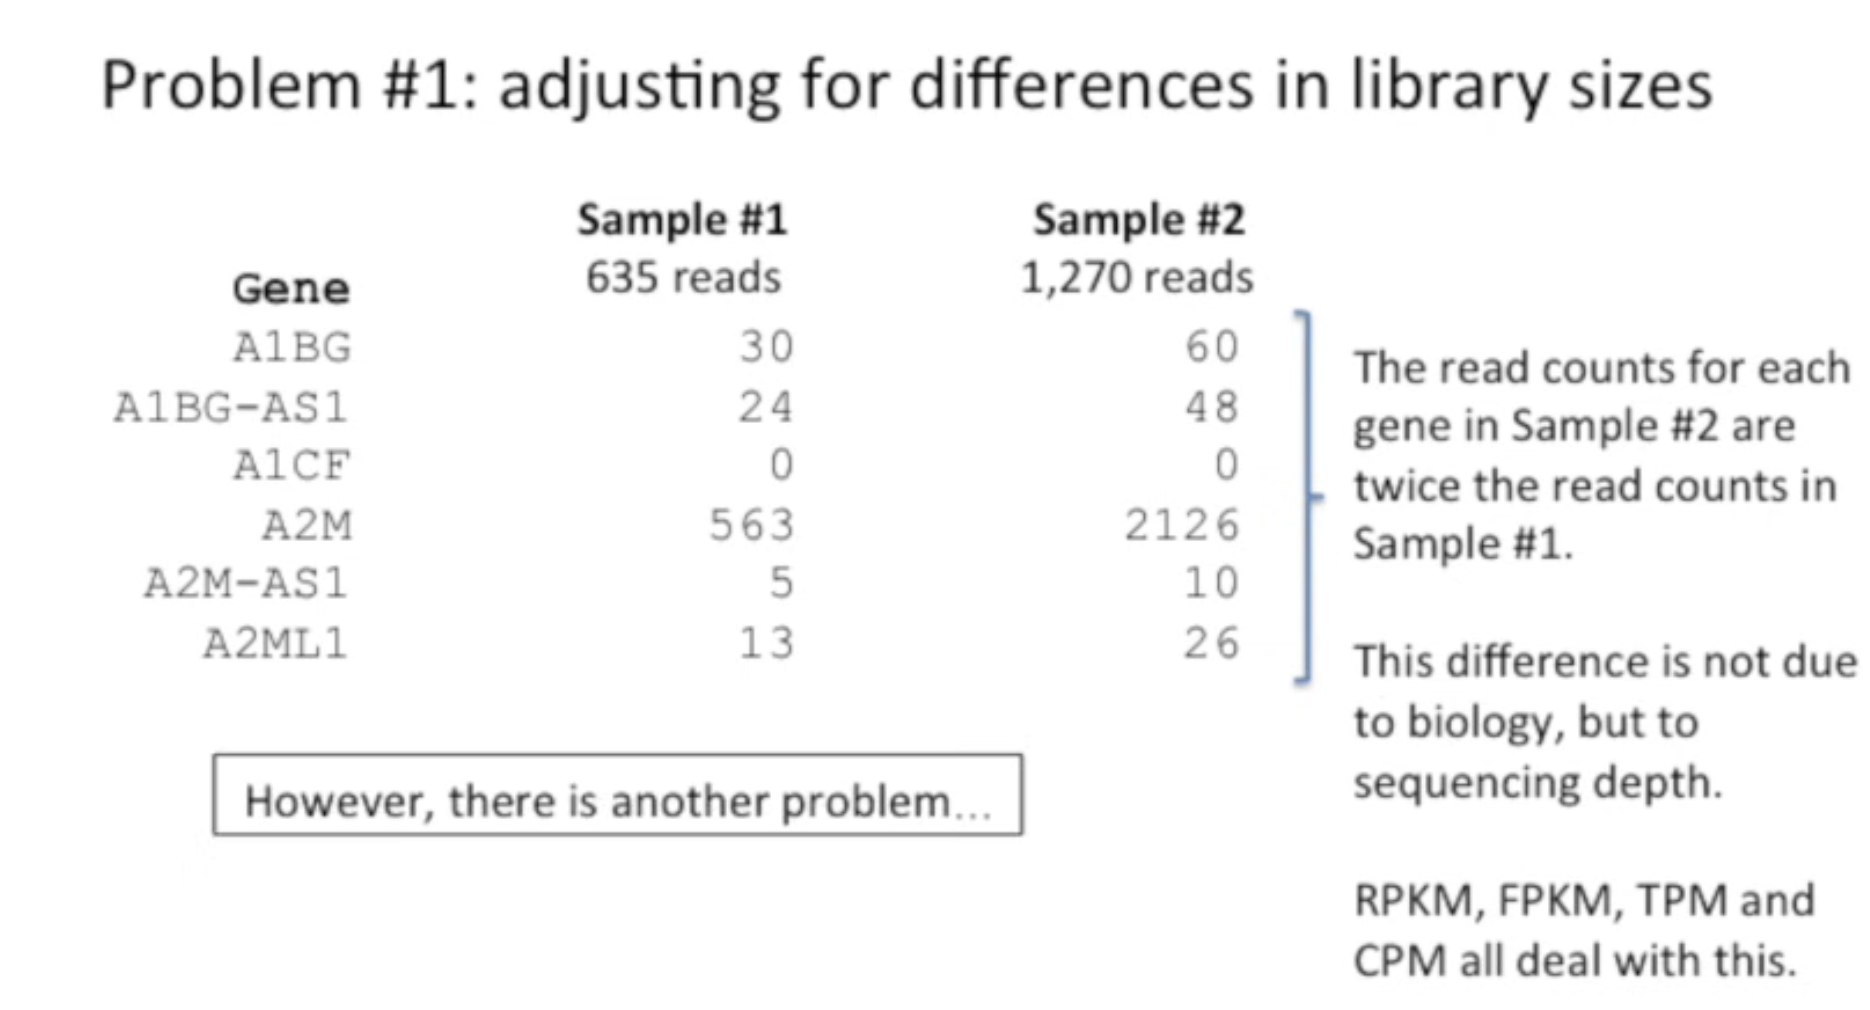 Problem #1: adjusting for differences in library sizes
Gene
Sample #1
635 reads
Sample #2
1,270 reads
A1BG 30 60
A1BG-AS1 24 48
A1CF 0 0
A2M 563 2126
A2M-AS1 5 10
A2ML1 13 26
The read counts for each
gene in Sample #2 are
twice the read counts in
Sample #1.
This difference is not due
to biology, but to
sequencing depth.
RPKM, FPKM, TPM and
CPM all deal with this.
However, there is another problem...